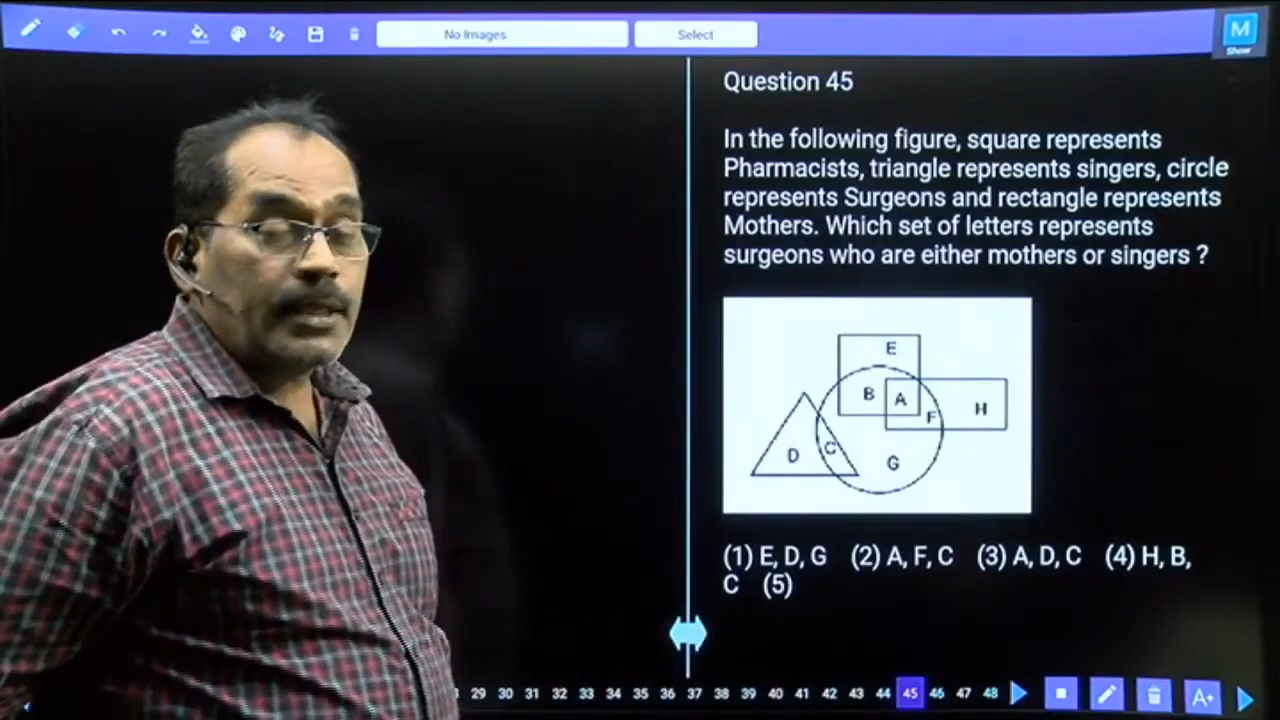 No Images
Select
M
Show
Question 45
In the following figure, square represents
Pharmacists, triangle represents singers, circle
represents Surgeons and rectangle represents
Mothers. Which set of letters represents
surgeons who are either mothers or singers ?
E
B
A
F
H
D
C
G
(1) E, D, G (2) A, F, C (3) A, D, C (4) H, B,
C (5)
29 30 31 32 33 34 35 36 37 38 39 40 41 42 43 44 45 46 47 48
A+